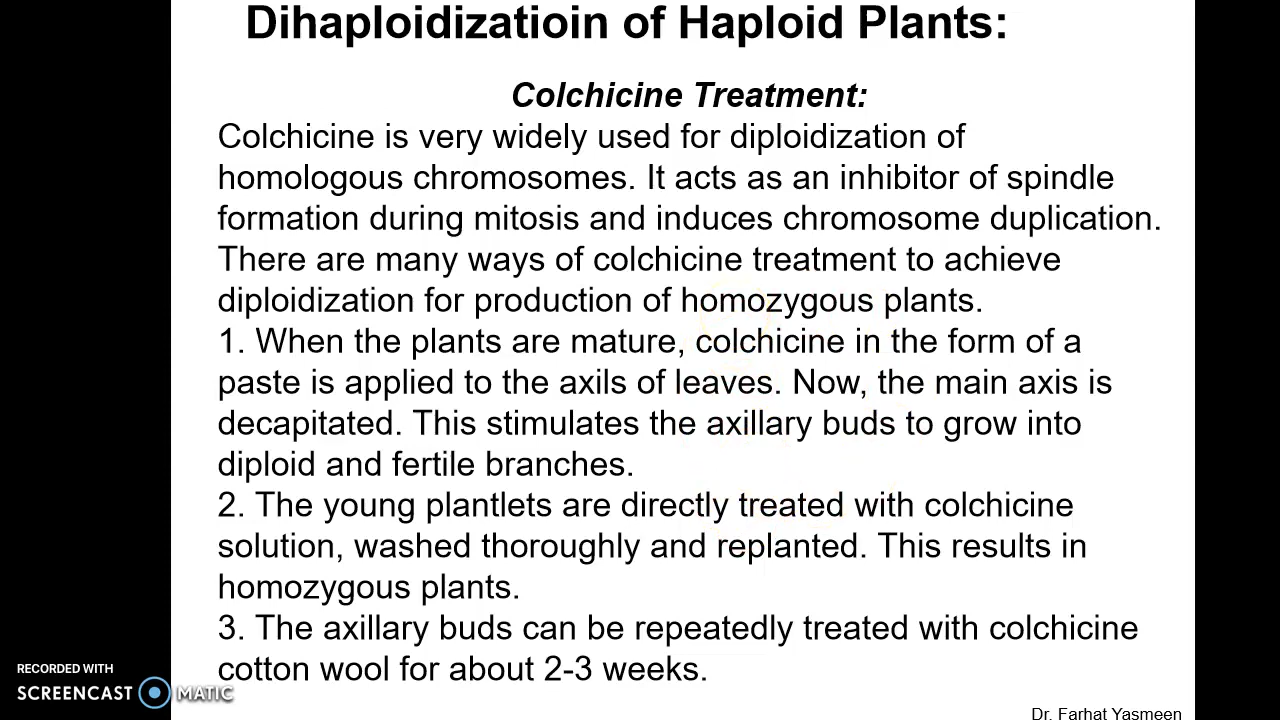 Dihaploidizatioin of Haploid Plants:
Colchicine Treatment:
Colchicine is very widely used for diploidization of
homologous chromosomes. It acts as an inhibitor of spindle
formation during mitosis and induces chromosome duplication.
There are many ways of colchicine treatment to achieve
diploidization for production of homozygous plants.
1. When the plants are mature, colchicine in the form of a
paste is applied to the axils of leaves. Now, the main axis is
decapitated. This stimulates the axillary buds to grow into
diploid and fertile branches.
2. The young plantlets are directly treated with colchicine
solution, washed thoroughly and replanted. This results in
homozygous plants.
3. The axillary buds can be repeatedly treated with colchicine
cotton wool for about 2-3 weeks.
RECORDED WITH
SCREENCAST MATIC
Dr. Farhat Yasmeen